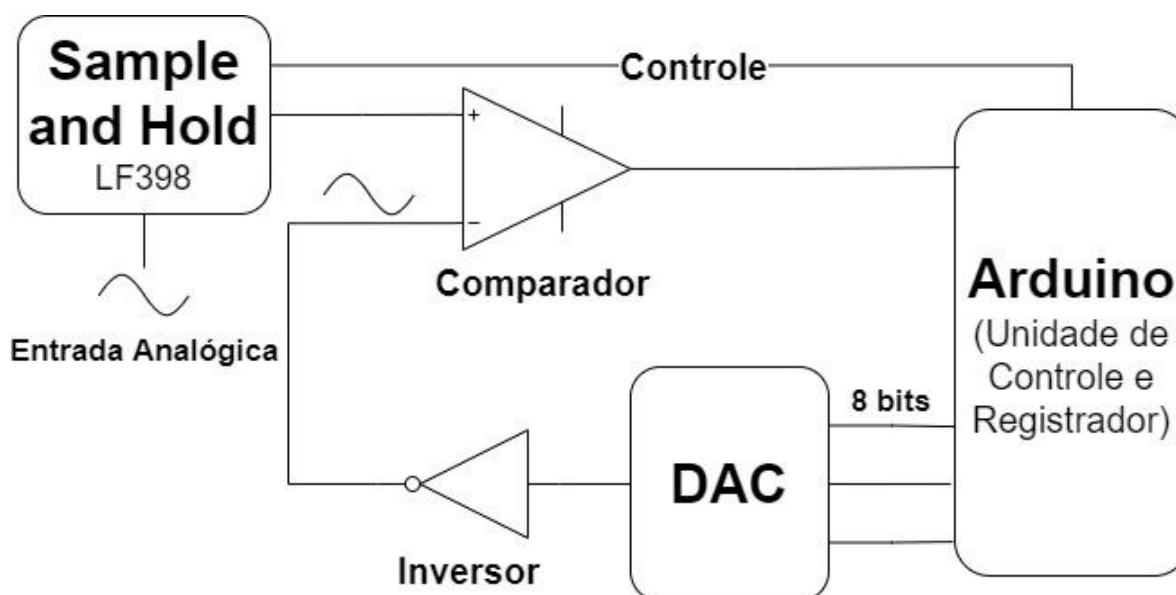 Sample
and Hold
LF398
Controle
+
−
Comparador
Entrada Analógica
Arduino
(Unidade de
Controle e
Registrador)
8 bits
DAC
Inversor